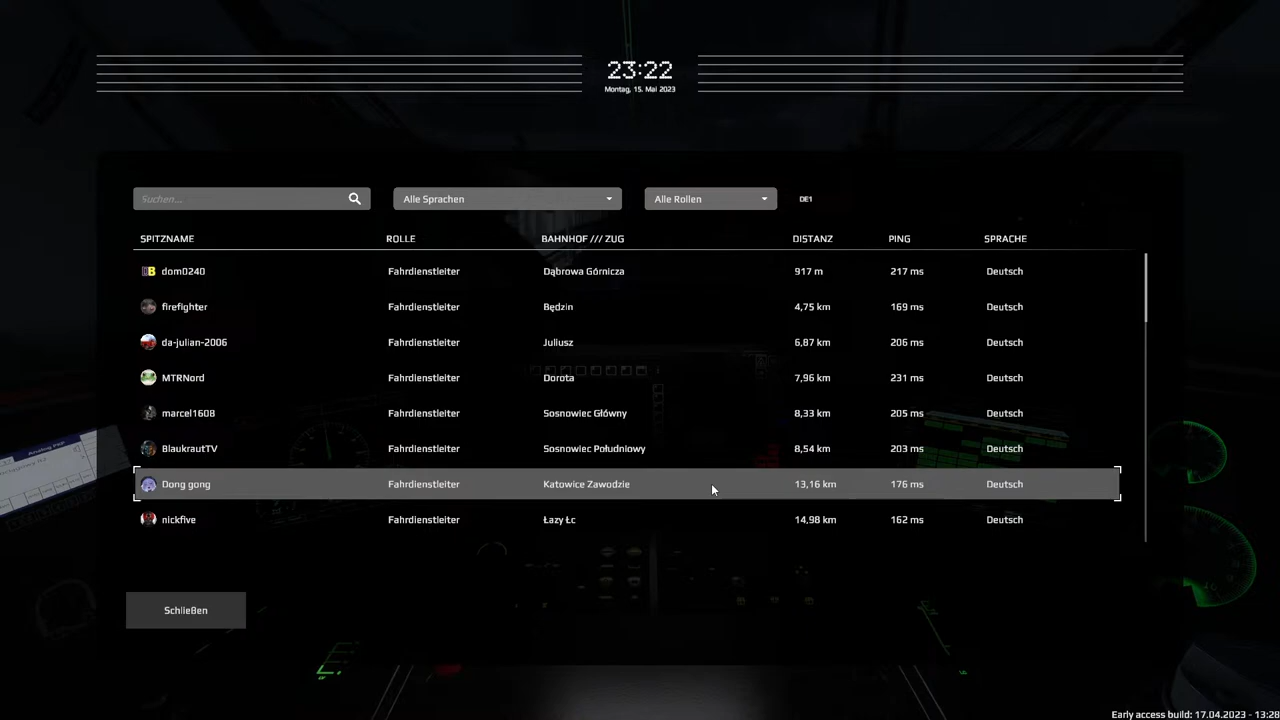 23:22
Montag, 15. Mai 2023
Suchen... Alle Sprachen Alle Rollen DE1
SPITZNAME ROLLE BAHNHOF /// ZUG DISTANZ PING SPRACHE
dom0240 Fahrdienstleiter Dąbrowa Górnicza 917 m 217 ms Deutsch
firefighter Fahrdienstleiter Będzin 4,75 km 169 ms Deutsch
da-julian-2006 Fahrdienstleiter Juliusz 6,87 km 206 ms Deutsch
MTRNord Fahrdienstleiter Dorota 7,96 km 231 ms Deutsch
marcel1608 Fahrdienstleiter Sosnowiec Główny 8,33 km 205 ms Deutsch
BlaukrautTV Fahrdienstleiter Sosnowiec Południowy 8,54 km 203 ms Deutsch
Dong gong Fahrdienstleiter Katowice Zawodzie 13,16 km 176 ms Deutsch
nickfive Fahrdienstleiter Łazy Łc 14,98 km 162 ms Deutsch
Schließen
Early access build: 17.04.2023 - 13:28